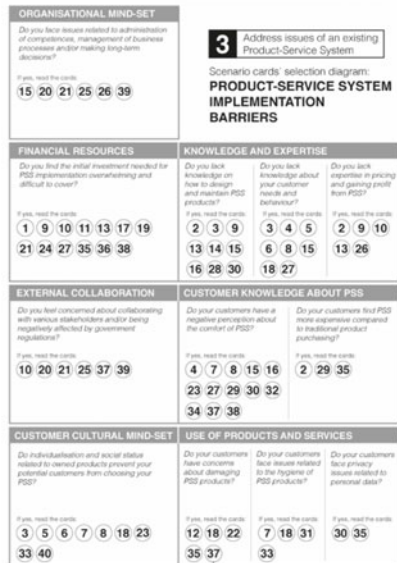 ORGANISATIONAL MIND-SET
Do you face issues related to administration
of competences, management of business
processes and/or making long-term
decisions?
If yes, read the cards:
15 20 21 25 26 39
3
Address issues of an existing
Product-Service System
Scenario cards' selection diagram:
PRODUCT-SERVICE SYSTEM
IMPLEMENTATION
BARRIERS
FINANCIAL RESOURCES
Do you find the initial investment needed for
PSS implementation overwhelming and
difficult to cover?
If yes, read the cards:
1 9 10 11 13 17 19
21 24 27 35 36 38
KNOWLEDGE AND EXPERTISE
Do you lack
knowledge on
how to design
and maintain PSS
products?
If yes, read the cards:
2 3 9
13 14 15
16 28 30
Do you lack
knowledge about
your customer
needs and
behaviour?
If yes, read the cards:
3 4 5
6 8 15
18 27
Do you lack
expertise in pricing
and gaining profit
from PSS?
If yes, read the cards:
2 9 10
13 26
EXTERNAL COLLABORATION
Do you feel concerned about collaborating
with various stakeholders and/or being
negatively affected by government
regulations?
If yes, read the cards:
10 20 21 25 37 39
CUSTOMER KNOWLEDGE ABOUT PSS
Do your customers have a
negative perception about
the comfort of PSS?
If yes, read the cards:
4 7 8 15 16
23 27 29 30 32
34 37 38
Do your customers find PSS
more expensive compared
to traditional product
purchasing?
If yes, read the cards:
2 29 35
CUSTOMER CULTURAL MIND-SET
Do individualisation and social status
related to owned products prevent your
potential customers from choosing your
PSS?
If yes, read the cards:
3 5 6 7 8 18 23
33 40
USE OF PRODUCTS AND SERVICES
Do your customers
have concerns
about damaging
PSS products?
If yes, read the cards:
12 18 22
35 37
Do your customers
face issues related
to the hygiene of
PSS products?
If yes, read the cards:
7 18 31
33
Do your customers
face privacy
issues related to
personal data?
If yes, read the cards:
30 35